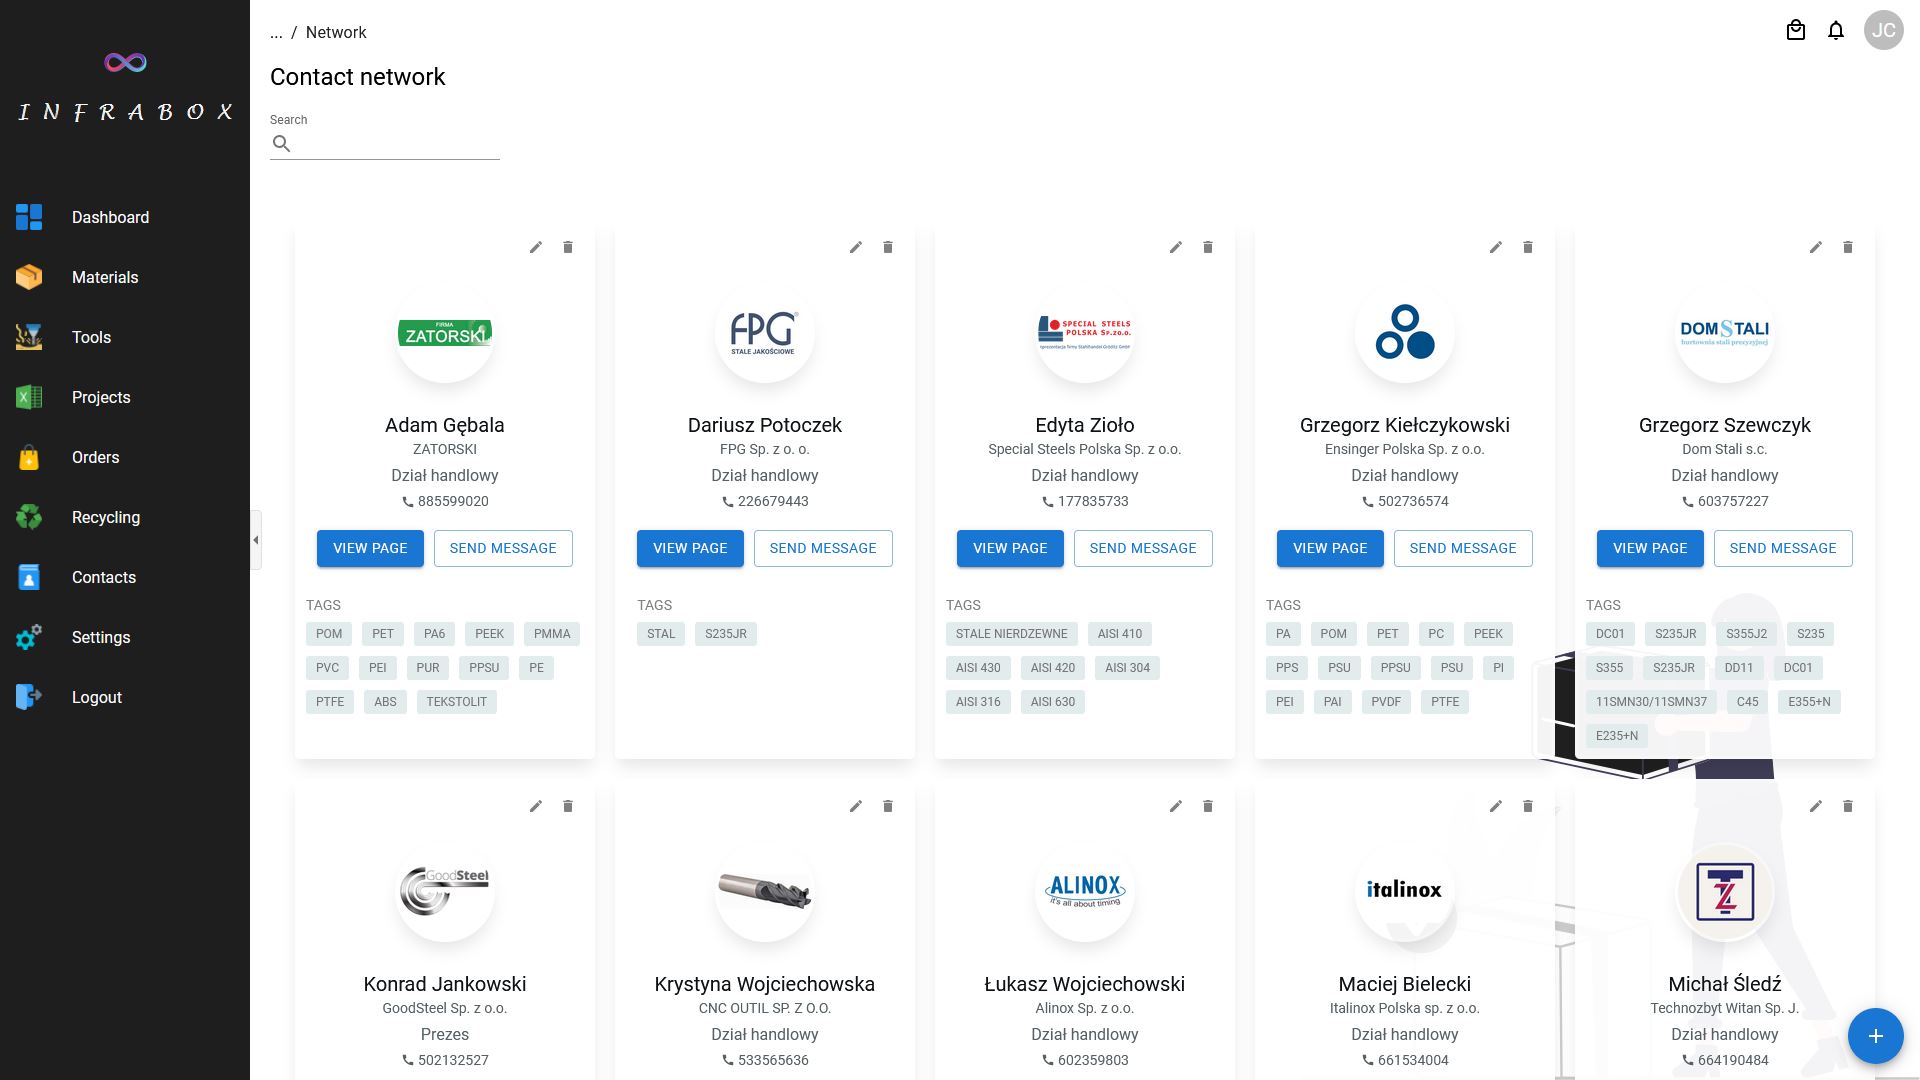 ... / Network
JC
INFRABOX
Contact network
Search
Dashboard
Materials
Tools
Projects
Orders
Recycling
Contacts
Settings
Logout
FIRMA
ZATORSKI
Adam Gębala
ZATORSKI
Dział handlowy
885599020
VIEW PAGE SEND MESSAGE
TAGS
POM PET PA6 PEEK PMMA
PVC PEI PUR PPSU PE
PTFE ABS TEKSTOLIT
FPG
STALE JAKOŚCIOWE
Dariusz Potoczek
FPG Sp. z o. o.
Dział handlowy
226679443
VIEW PAGE SEND MESSAGE
TAGS
STAL S235JR
SPECIAL STEELS
POLSKA Sp.zo.o.
Edyta Zioło
Special Steels Polska Sp. z o.o.
Dział handlowy
177835733
VIEW PAGE SEND MESSAGE
TAGS
STALE NIERDZEWNE AISI 410
AISI 430 AISI 420 AISI 304
AISI 316 AISI 630
Grzegorz Kiełczykowski
Ensinger Polska Sp. z o.o.
Dział handlowy
502736574
VIEW PAGE SEND MESSAGE
TAGS
PA POM PET PC PEEK
PPS PSU PPSU PSU PI
PEI PAI PVDF PTFE
DOMSTALI
hurtownia stali precyzyjnej
Grzegorz Szewczyk
Dom Stali s.c.
Dział handlowy
603757227
VIEW PAGE SEND MESSAGE
TAGS
DC01 S235JR S355J2 S235
S355 S235JR DD11 DC01
11SMN30/11SMN37 C45 E355+N
E235+N
GoodSteel
Konrad Jankowski
GoodSteel Sp. z o.o.
Prezes
502132527
Krystyna Wojciechowska
CNC OUTIL SP. Z O.O.
Dział handlowy
533565636
ALINOX
it's all about timing
Łukasz Wojciechowski
Alinox Sp. z o.o.
Dział handlowy
602359803
italinox
Maciej Bielecki
Italinox Polska sp. z o.o.
Dział handlowy
661534004
TZ
Michał Śledź
Technozbyt Witan Sp. J.
Dział handlowy
664190484